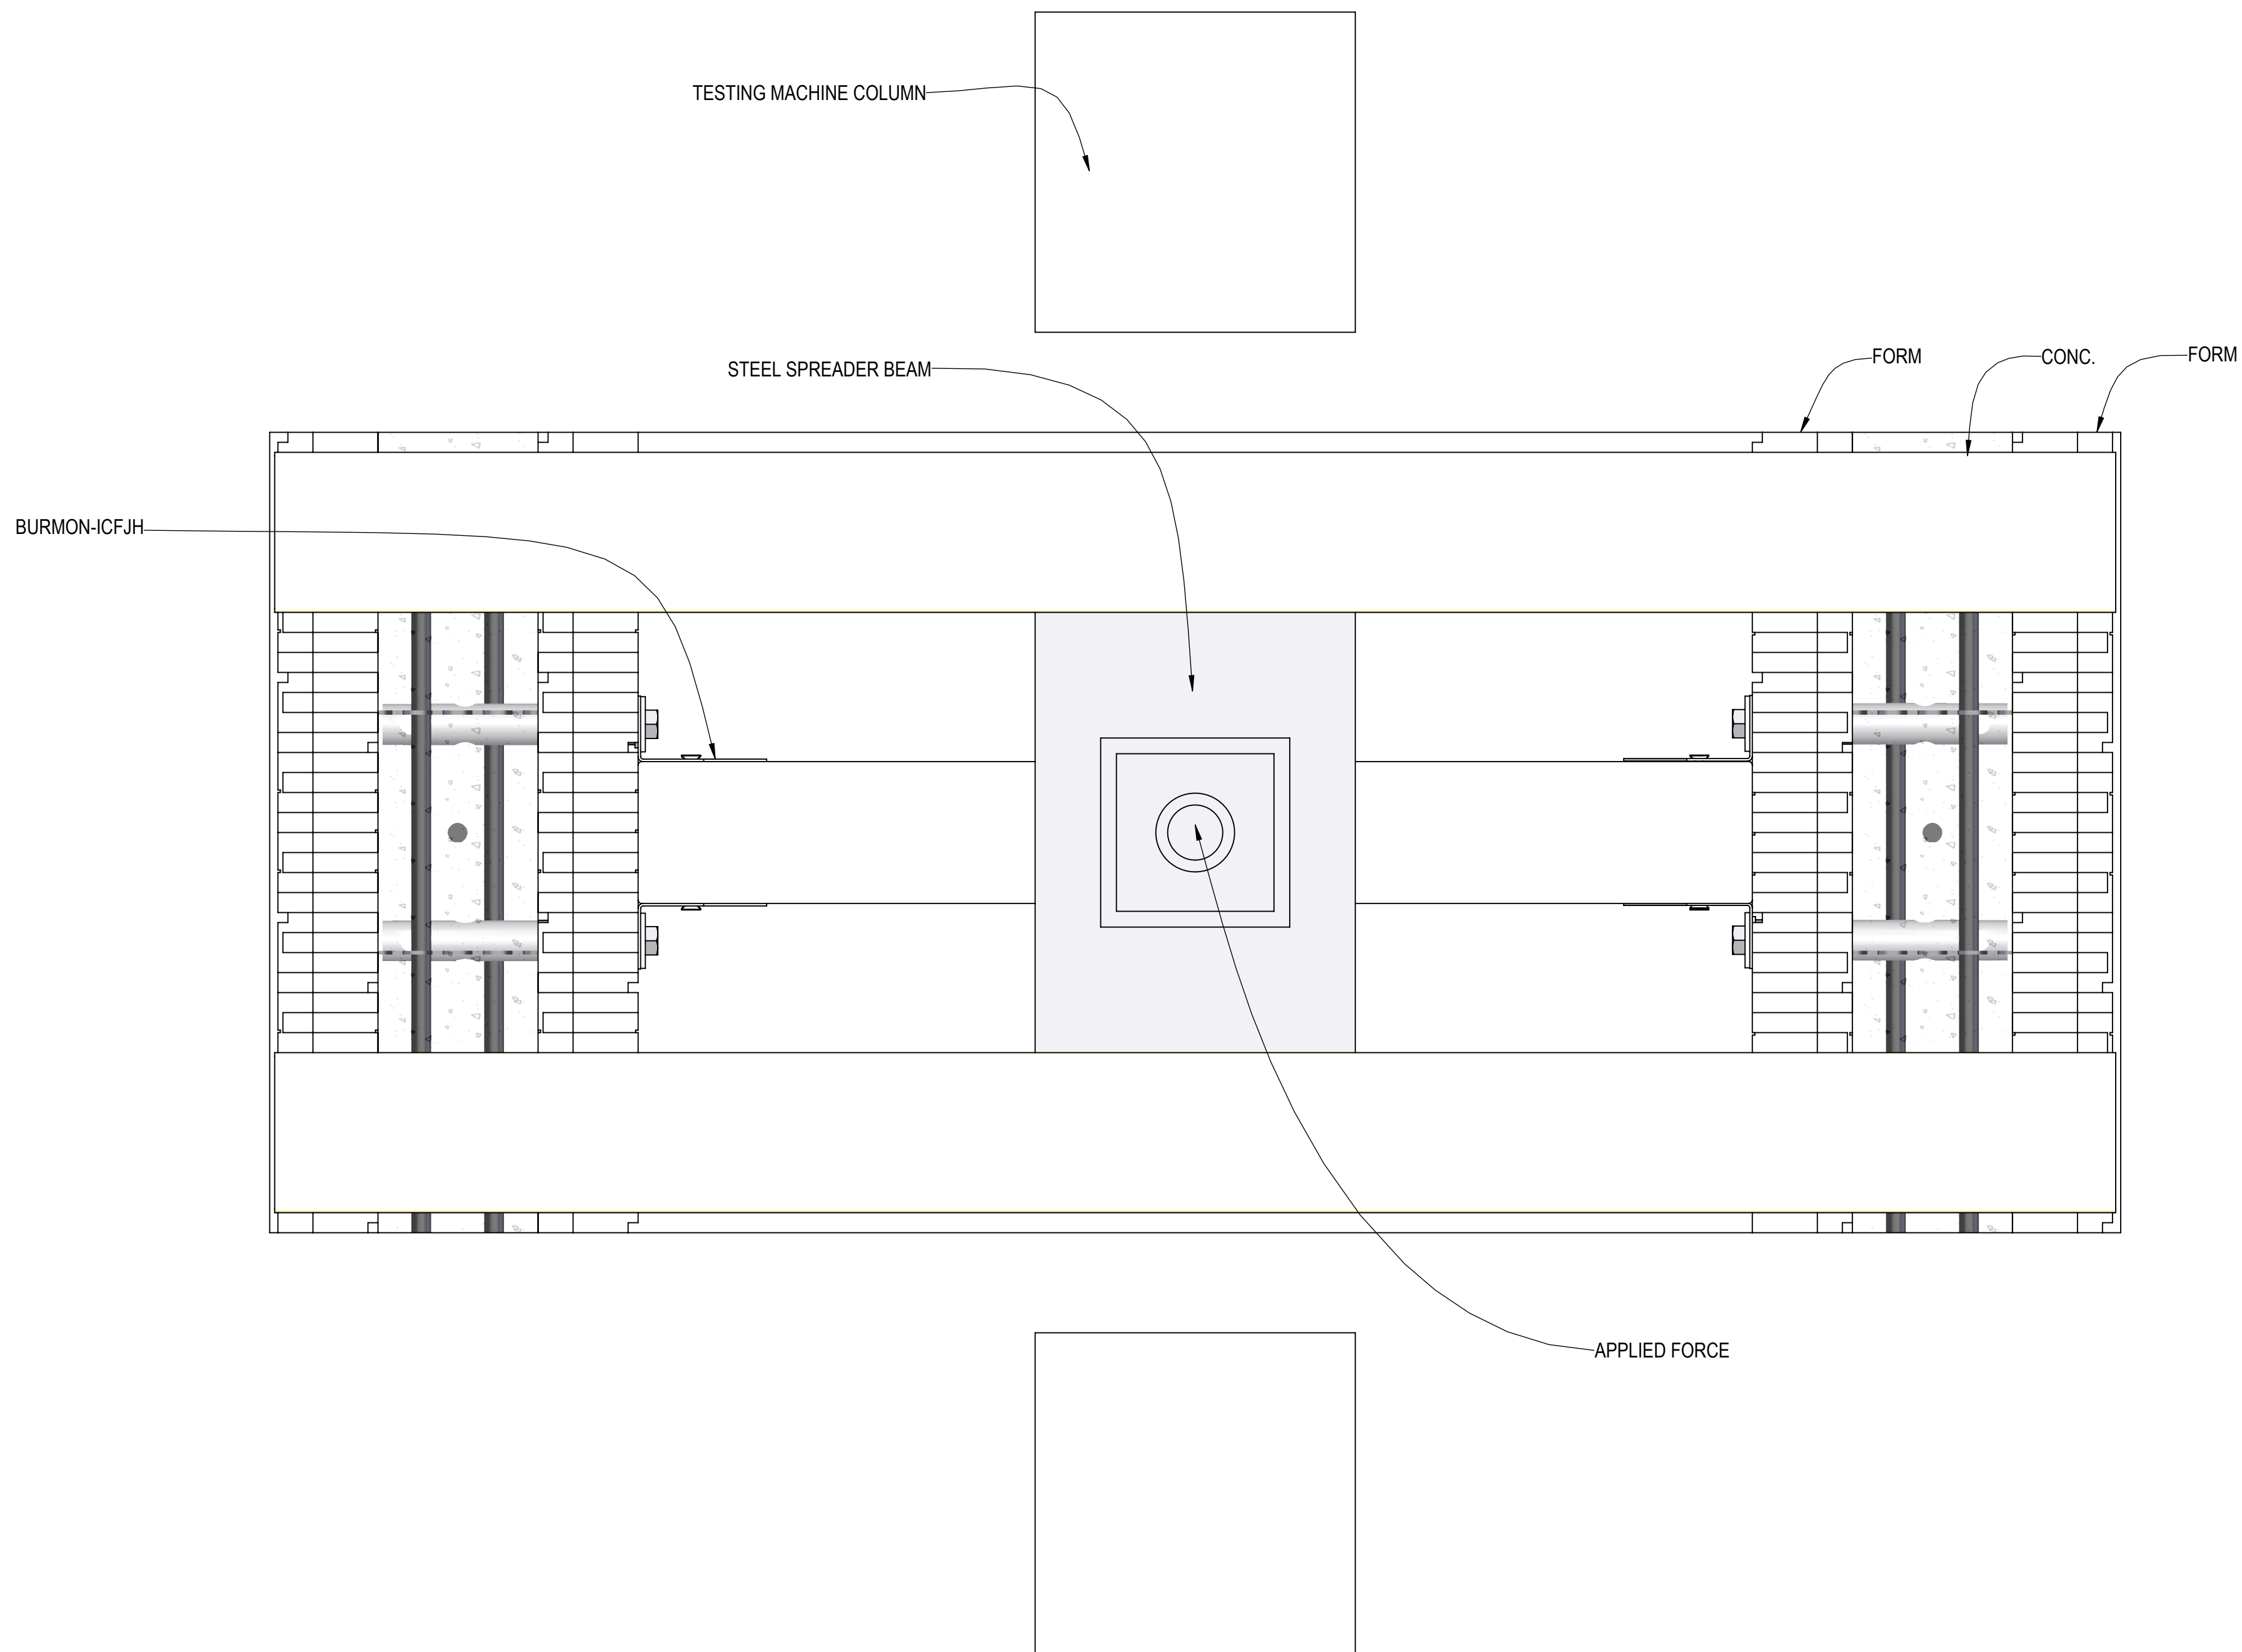 TESTING MACHINE COLUMN
STEEL SPREADER BEAM
FORM
CONC.
FORM
BURMON-ICFJH
APPLIED FORCE